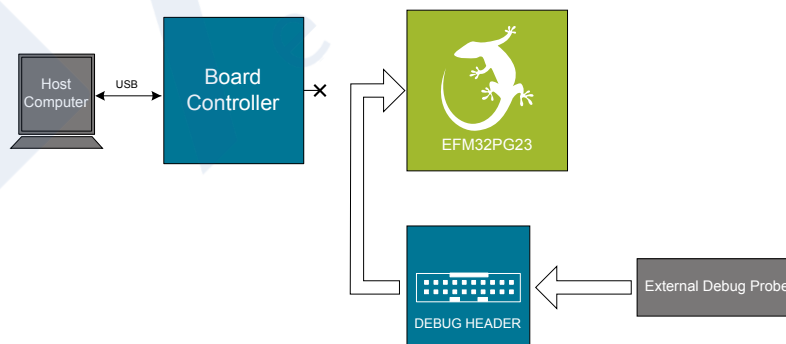 Host
Computer
USB
Board
Controller
EFM32PG23
External Debug Probe
DEBUG HEADER